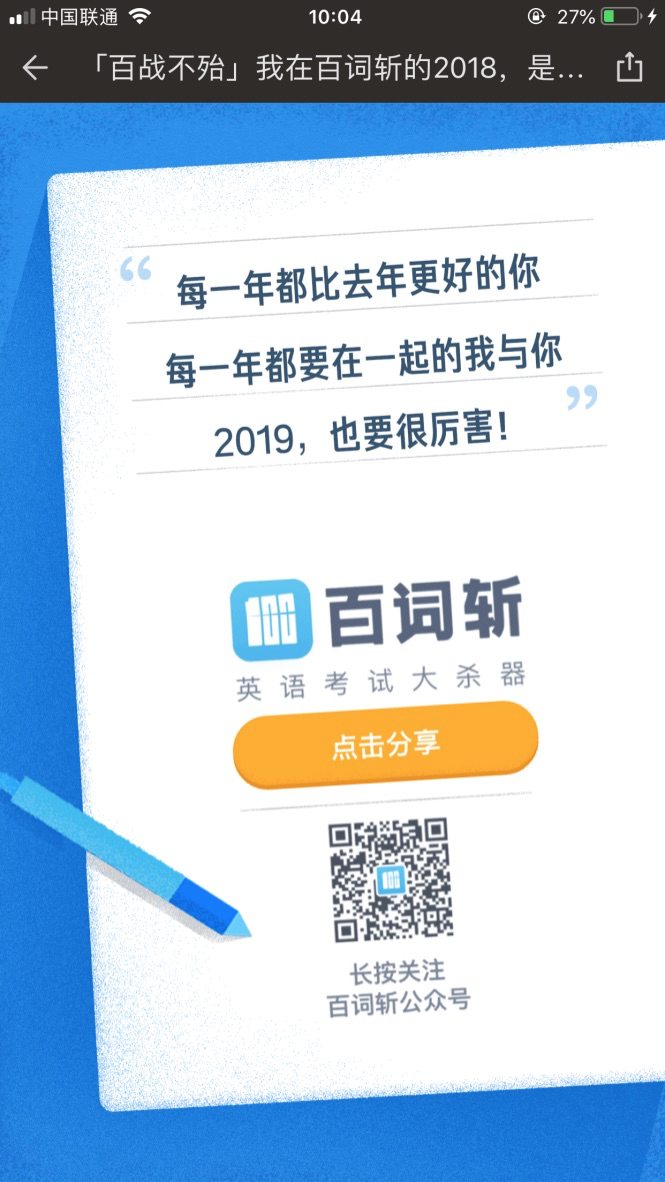 中国联通 10:04 27%
「百战不殆」我在百词斩的2018，是...
“每一年都比去年更好的你
每一年都要在一起的我与你
2019，也要很厉害！”
100 百词斩
英语考试大杀器
点击分享
长按关注
百词斩公众号